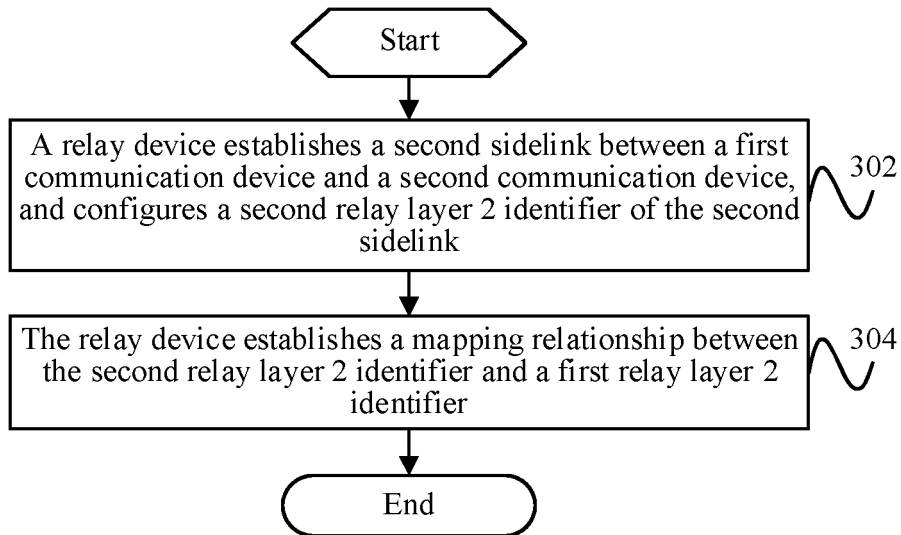 Start
A relay device establishes a second sidelink between a first
communication device and a second communication device,
and configures a second relay layer 2 identifier of the second
sidelink
302
The relay device establishes a mapping relationship between
the second relay layer 2 identifier and a first relay layer 2
identifier
304
End